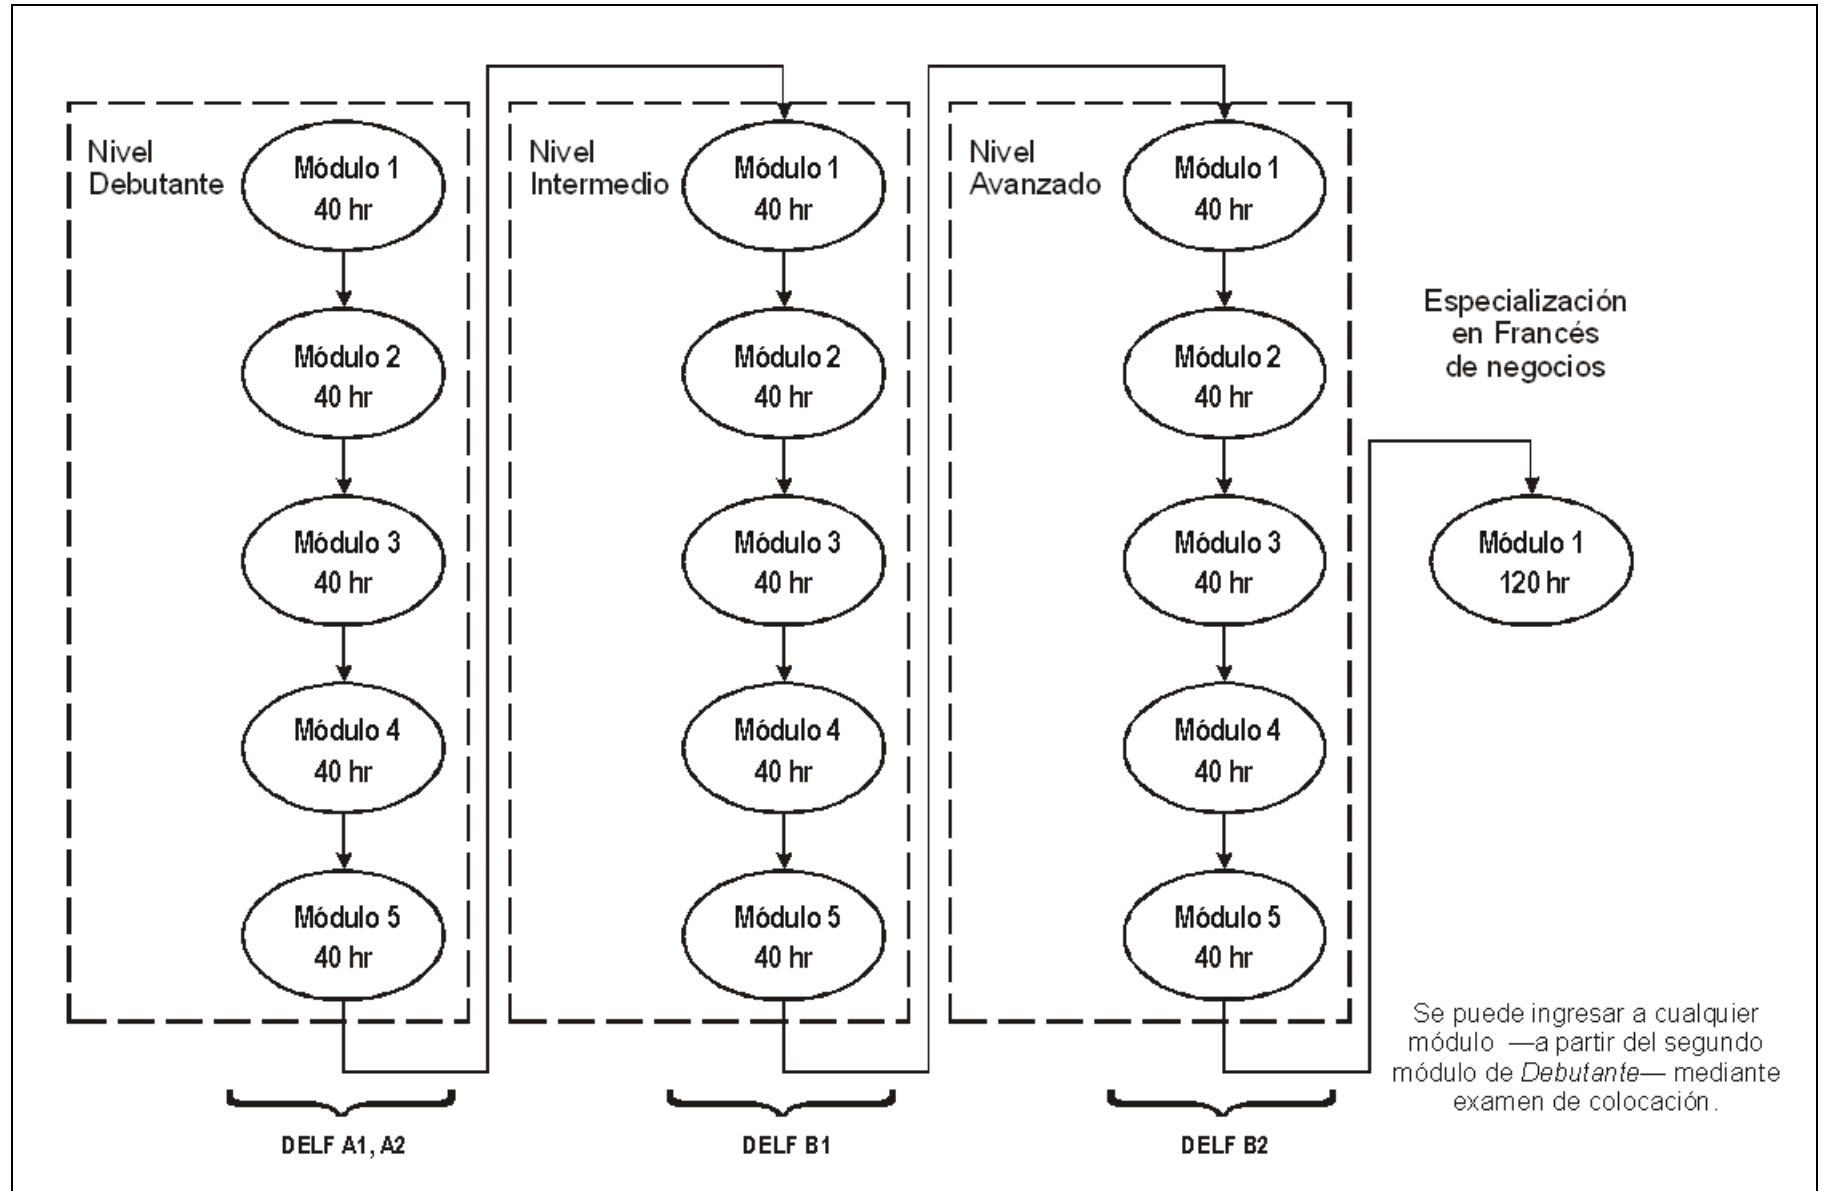 Nivel
Debutante
Módulo 1
40 hr
Módulo 2
40 hr
Módulo 3
40 hr
Módulo 4
40 hr
Módulo 5
40 hr
DELF A1, A2
Nivel
Intermedio
Módulo 1
40 hr
Módulo 2
40 hr
Módulo 3
40 hr
Módulo 4
40 hr
Módulo 5
40 hr
DELF B1
Nivel
Avanzado
Módulo 1
40 hr
Módulo 2
40 hr
Módulo 3
40 hr
Módulo 4
40 hr
Módulo 5
40 hr
DELF B2
Especialización
en Francés
de negocios
Módulo 1
120 hr
Se puede ingresar a cualquier
módulo —a partir del segundo
módulo de Debutante— mediante
examen de colocación.